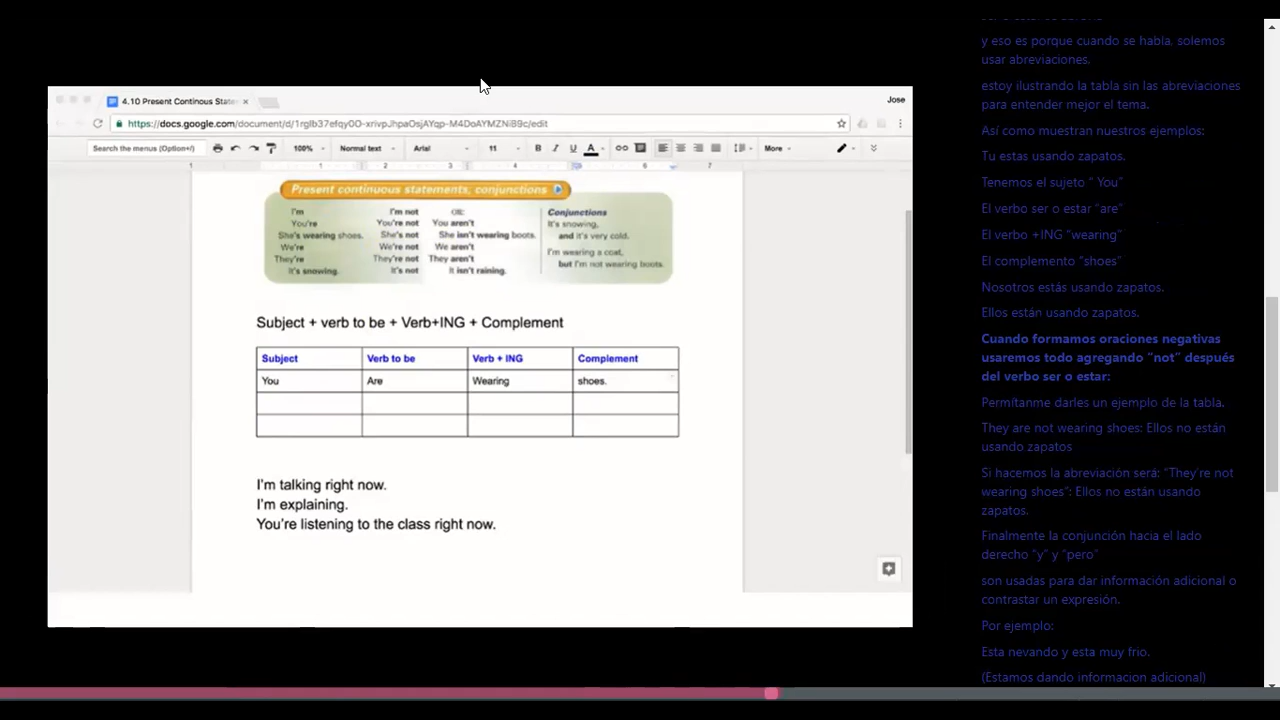 4.10 Present Continous State
Jose
https://docs.google.com/document/d/1rglb37efqy0O-xrivpJhpaOsjAYqp-M4DoAYMZNiB9c/edit
Search the menus (Option+/)
100%
Normal text
Arial
11
B I U A
More
1 1 2 3 4 6 7
Present continuous statements; conjunctions
I'm I'm not OR: Conjunctions
You're You're not You aren't It's snowing,
She's wearing shoes. She's not She isn't wearing boots. and it's very cold.
We're We're not We aren't I'm wearing a coat,
They're They're not They aren't but I'm not wearing boots.
It's snowing. It's not It isn't raining.
Subject + verb to be + Verb+ING + Complement
Subject Verb to be Verb + ING Complement
You Are Wearing shoes.
I'm talking right now.
I'm explaining.
You're listening to the class right now.
y eso es porque cuando se habla, solemos
usar abreviaciones.
estoy ilustrando la tabla sin las abreviaciones
para entender mejor el tema.
Así como muestran nuestros ejemplos:
Tu estas usando zapatos.
Tenemos el sujeto " You"
El verbo ser o estar "are"
El verbo +ING "wearing"
El complemento "shoes"
Nosotros estás usando zapatos.
Ellos están usando zapatos.
Cuando formamos oraciones negativas
usaremos todo agregando "not" después
del verbo ser o estar:
Permítanme darles un ejemplo de la tabla.
They are not wearing shoes: Ellos no están
usando zapatos
Si hacemos la abreviación será: "They're not
wearing shoes": Ellos no están usando
zapatos.
Finalmente la conjunción hacia el lado
derecho "y" y "pero"
son usadas para dar información adicional o
contrastar un expresión.
Por ejemplo:
Esta nevando y esta muy frio.
(Estamos dando informacion adicional)